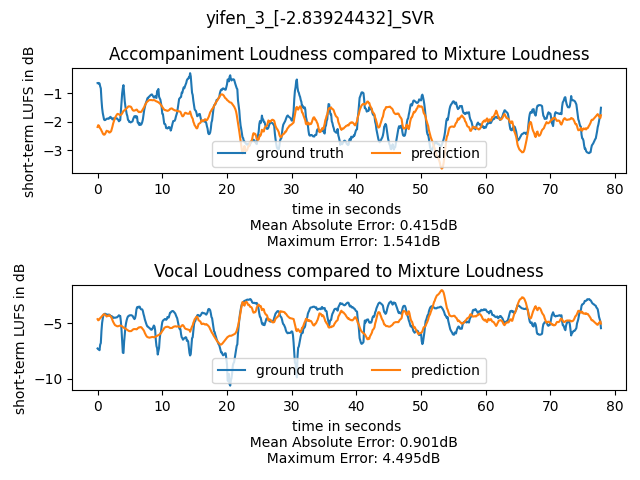 yifen_3_[-2.83924432]_SVR
Accompaniment Loudness compared to Mixture Loudness
short-term LUFS in dB
−1
−2
−3
ground truth
prediction
0 10 20 30 40 50 60 70 80
time in seconds
Mean Absolute Error: 0.415dB
Maximum Error: 1.541dB
Vocal Loudness compared to Mixture Loudness
short-term LUFS in dB
−5
−10
ground truth
prediction
0 10 20 30 40 50 60 70 80
time in seconds
Mean Absolute Error: 0.901dB
Maximum Error: 4.495dB